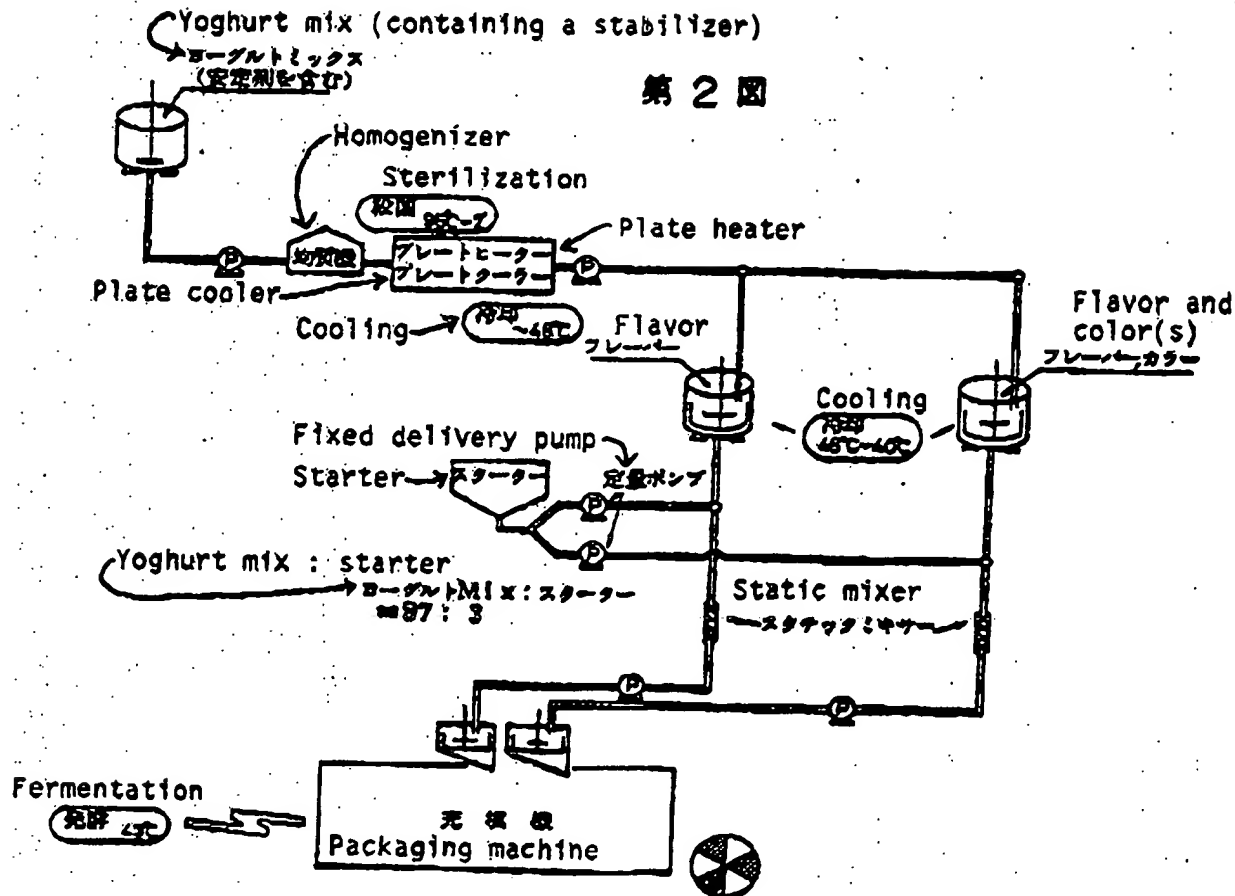 Yoghurt mix (containing a stabilizer)
ヨーグルトミックス
(安定剤を含む)
第2図
Homogenizer
Sterilization
殺菌
均質機
プレートヒーター
プレートクーラー
Plate heater
Plate cooler
Cooling
冷却
Flavor
フレーバー
Flavor and
color(s)
フレーバー,カラー
Cooling
冷却
Fixed delivery pump
定量ポンプ
Starter
スターター
P
P
P
P
P
P
Yoghurt mix : starter
ヨーグルトMix:スターター
Static mixer
スタチックミキサー
Fermentation
発酵
充填機
Packaging machine